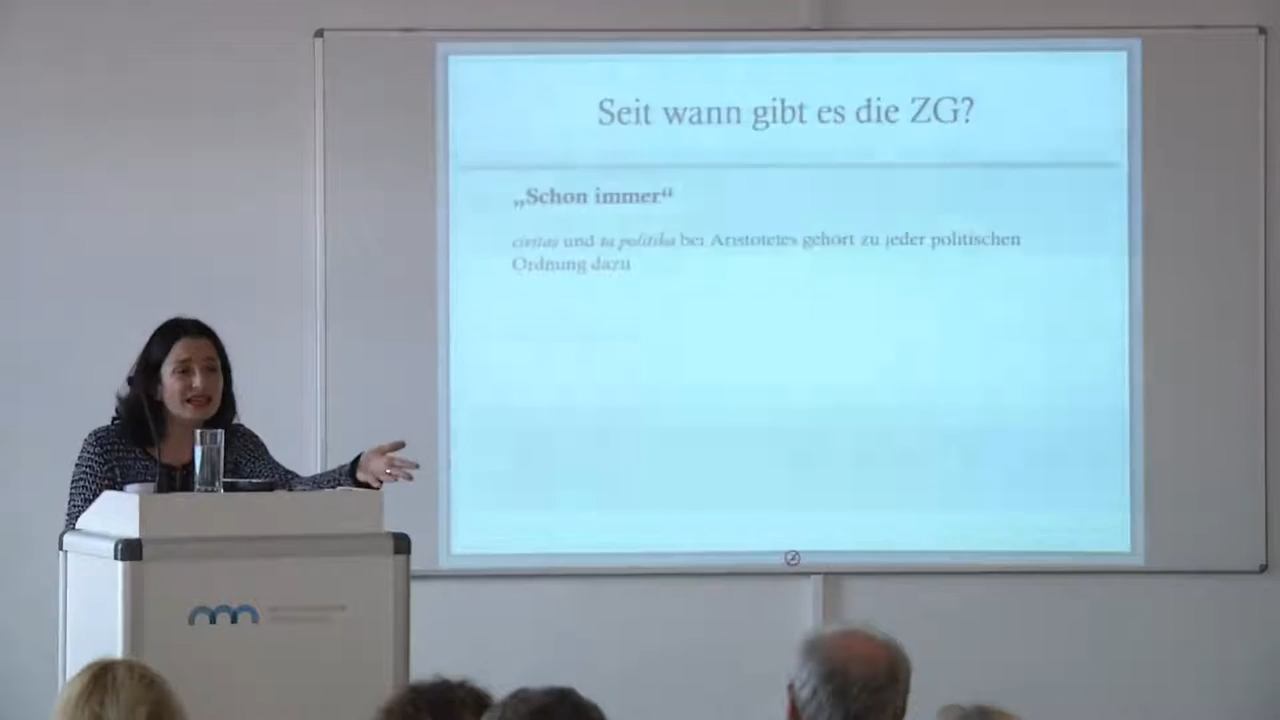 Seit wann gibt es die ZG?
„Schon immer“
civitas und ta politika bei Aristoteles gehört zu jeder politischen
Ordnung dazu